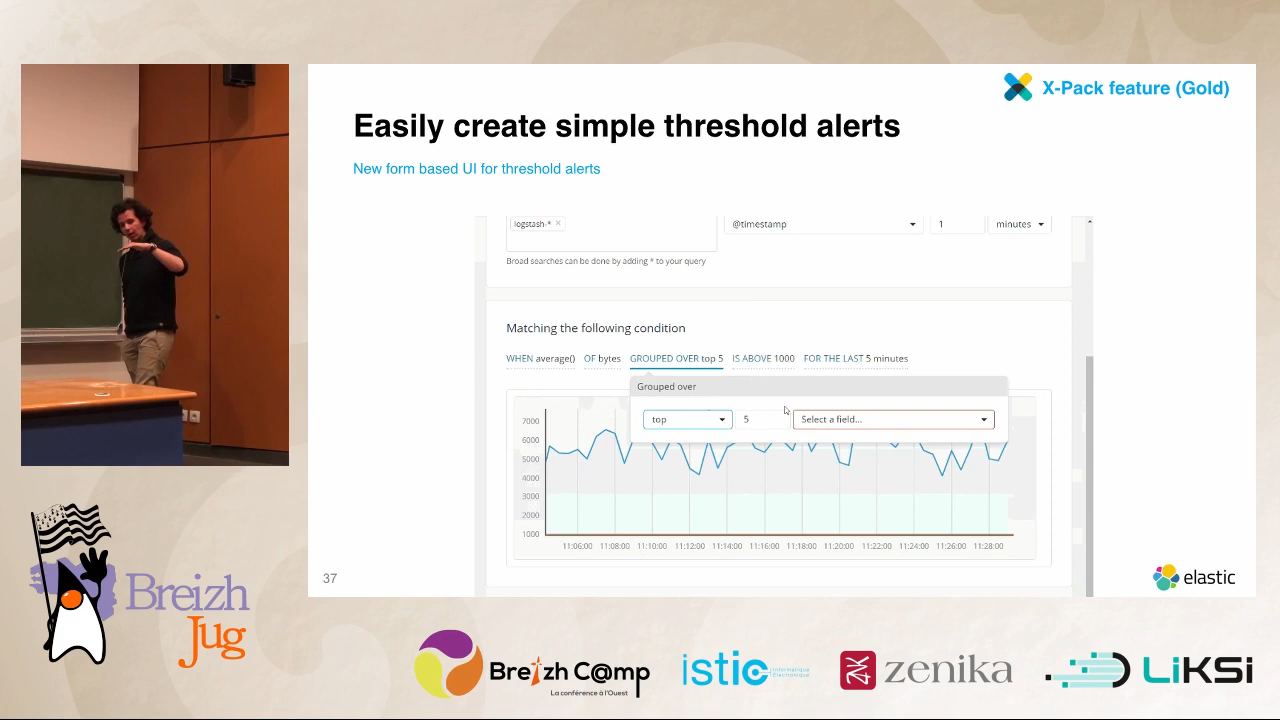 X-Pack feature (Gold)
Easily create simple threshold alerts
New form based UI for threshold alerts
logstash-* ×
@timestamp
1
minutes
Broad searches can be done by adding * to your query
Matching the following condition
WHEN average() OF bytes GROUPED OVER top 5 IS ABOVE 1000 FOR THE LAST 5 minutes
Grouped over
top
5
Select a field...
7000
6000
5000
4000
3000
2000
1000
11:06:00 11:08:00 11:10:00 11:12:00 11:14:00 11:16:00 11:18:00 11:20:00 11:22:00 11:24:00 11:26:00 11:28:00
37
elastic
Breizh
Jug
Breizh C@mp
La conférence à l'Ouest
istic
Informatique
Électronique
ZK
zenika
LiKSi